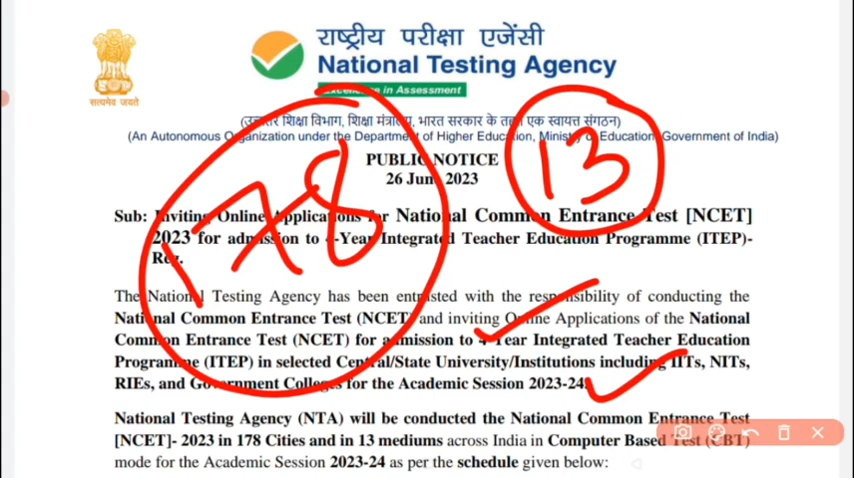 सत्यमेव जयते
राष्ट्रीय परीक्षा एजेंसी
National Testing Agency
Excellence in Assessment
(उच्चतर शिक्षा विभाग, शिक्षा मंत्रालय, भारत सरकार के तहत एक स्वायत्त संगठन)
(An Autonomous Organization under the Department of Higher Education, Ministry of Education, Government of India)
PUBLIC NOTICE
26 June 2023
178
13
Sub: Inviting Online Applications for National Common Entrance Test [NCET]
2023 for admission to 4-Year Integrated Teacher Education Programme (ITEP)-
Reg.
The National Testing Agency has been entrusted with the responsibility of conducting the
National Common Entrance Test (NCET) and inviting Online Applications of the National
Common Entrance Test (NCET) for admission to 4-Year Integrated Teacher Education
Programme (ITEP) in selected Central/State University/Institutions including IITs, NITs,
RIEs, and Government Colleges for the Academic Session 2023-24.
National Testing Agency (NTA) will be conducted the National Common Entrance Test
[NCET]- 2023 in 178 Cities and in 13 mediums across India in Computer Based Test (CBT)
mode for the Academic Session 2023-24 as per the schedule given below: